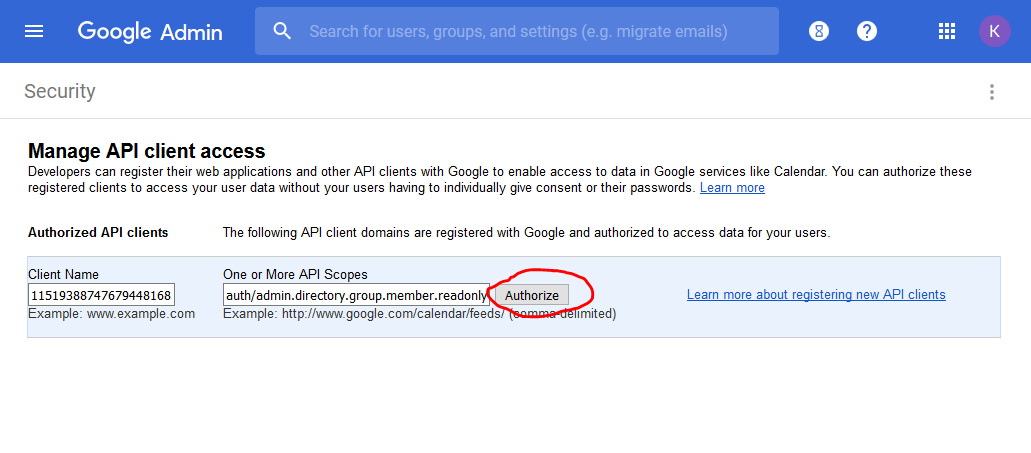 Google Admin
Search for users, groups, and settings (e.g. migrate emails)
K
Security
Manage API client access
Developers can register their web applications and other API clients with Google to enable access to data in Google services like Calendar. You can authorize these
registered clients to access your user data without your users having to individually give consent or their passwords. Learn more
Authorized API clients The following API client domains are registered with Google and authorized to access data for your users.
Client Name One or More API Scopes
11519388747679448168 auth/admin.directory.group.member.readonly Authorize Learn more about registering new API clients
Example: www.example.com Example: http://www.google.com/calendar/feeds/ (comma-delimited)